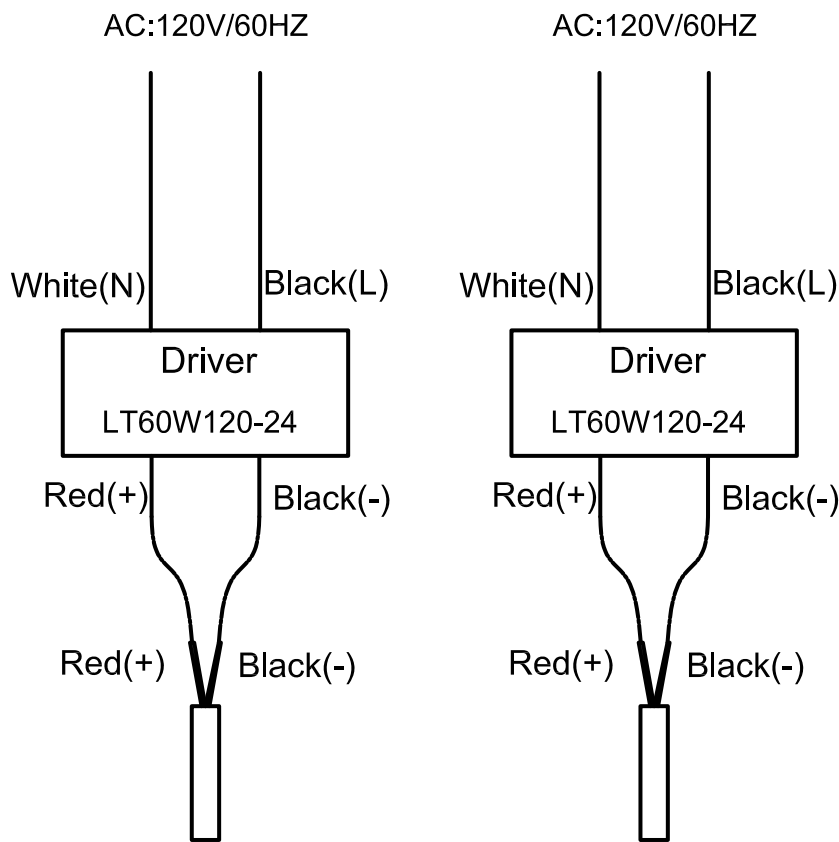 AC:120V/60HZ
White(N) Black(L)
Driver
LT60W120-24
Red(+) Black(-)
Red(+) Black(-)
AC:120V/60HZ
White(N) Black(L)
Driver
LT60W120-24
Red(+) Black(-)
Red(+) Black(-)